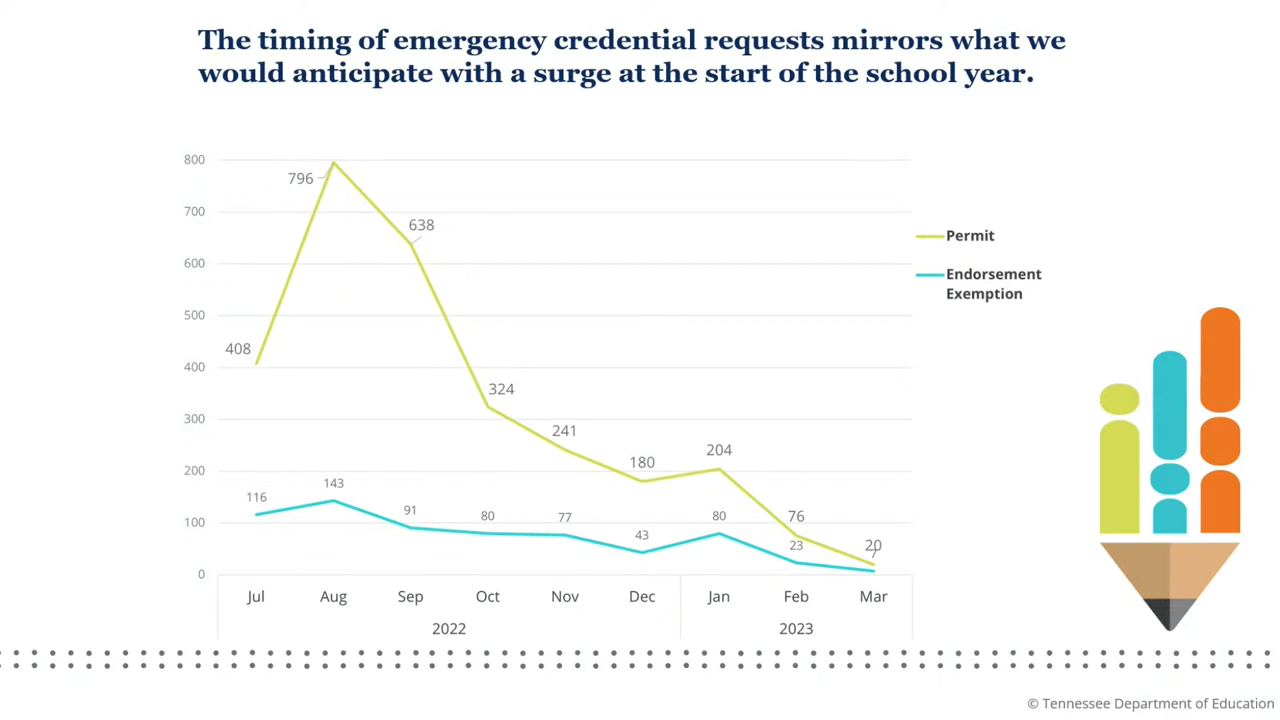 The timing of emergency credential requests mirrors what we
would anticipate with a surge at the start of the school year.
800
700
600
500
400
300
200
100
0
408
796
638
324
241
180
204
76
20
116
143
91
80
77
43
80
23
Jul
Aug
Sep
Oct
Nov
Dec
Jan
Feb
Mar
2022
2023
Permit
Endorsement
Exemption
© Tennessee Department of Education